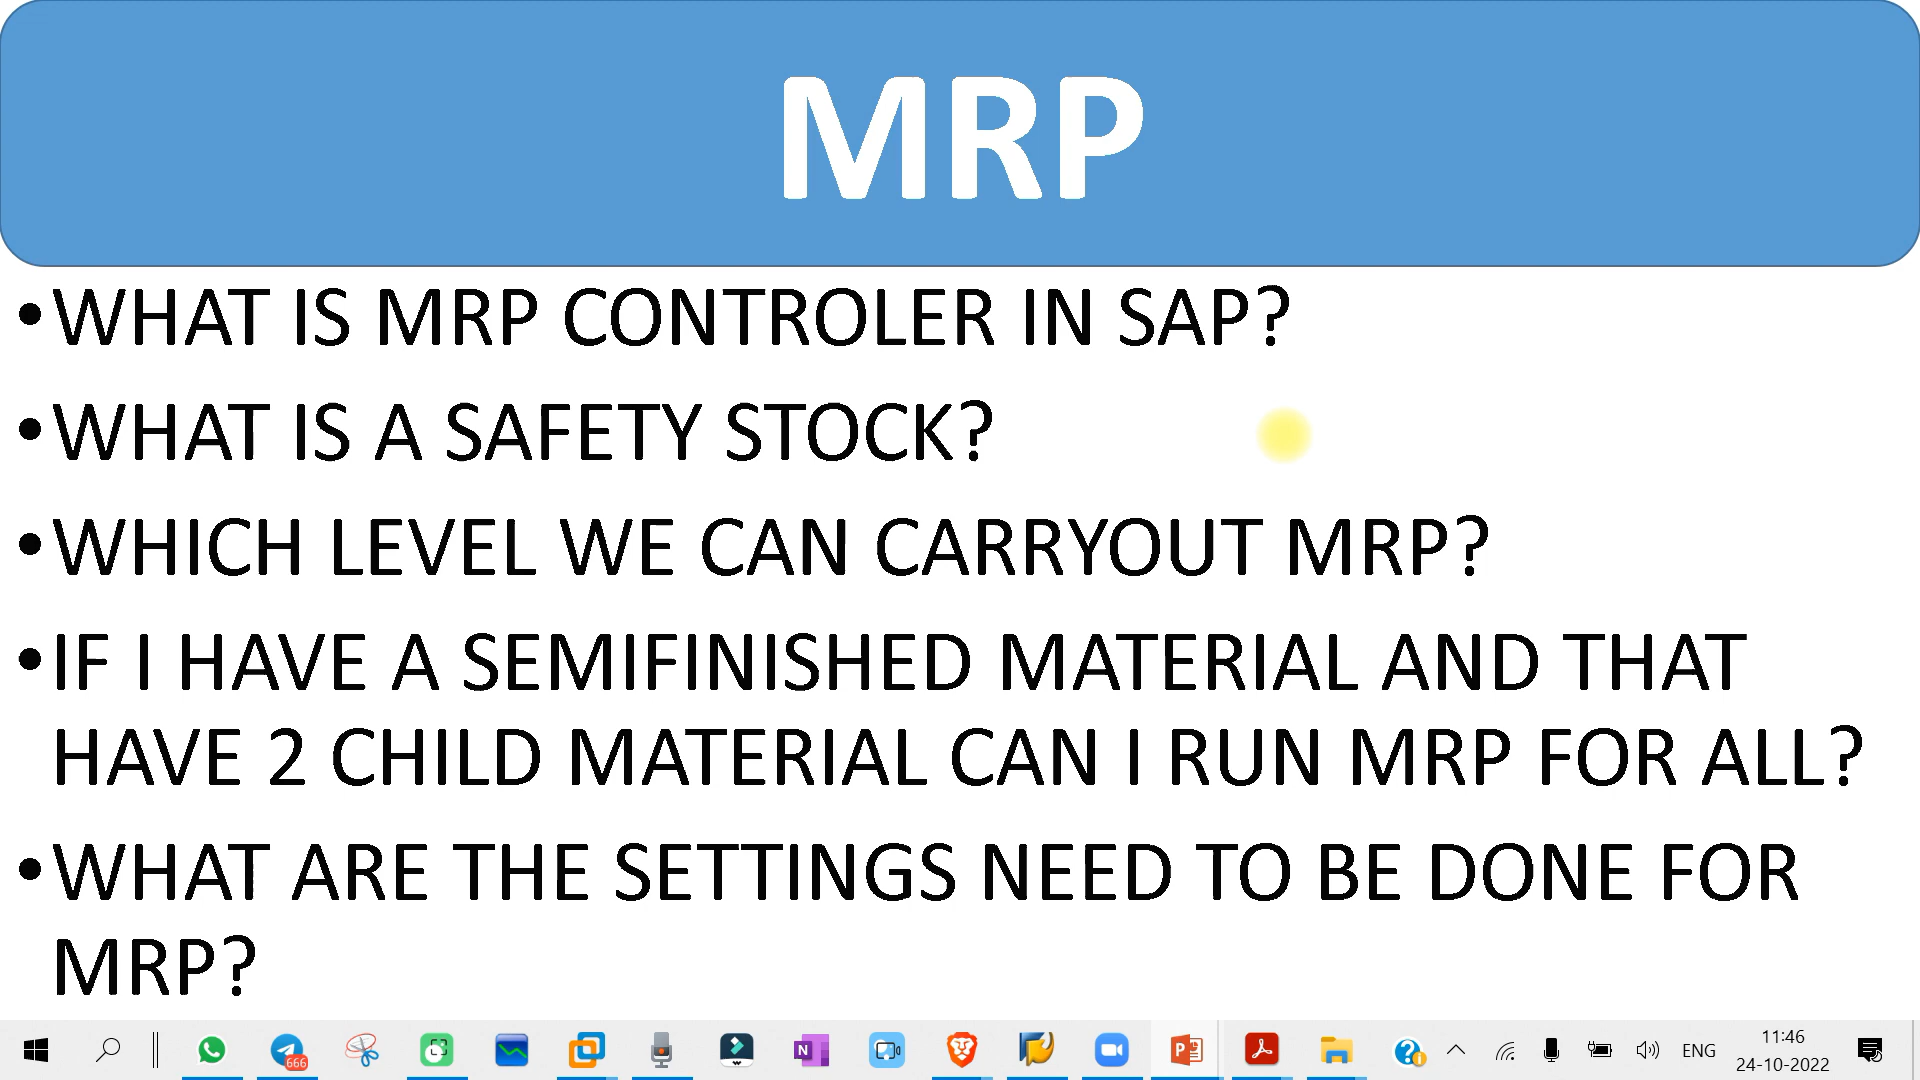 MRP
•WHAT IS MRP CONTROLER IN SAP?
•WHAT IS A SAFETY STOCK?
•WHICH LEVEL WE CAN CARRYOUT MRP?
•IF I HAVE A SEMIFINISHED MATERIAL AND THAT
HAVE 2 CHILD MATERIAL CAN I RUN MRP FOR ALL?
•WHAT ARE THE SETTINGS NEED TO BE DONE FOR
MRP?
666
N
P
ENG
11:46
24-10-2022